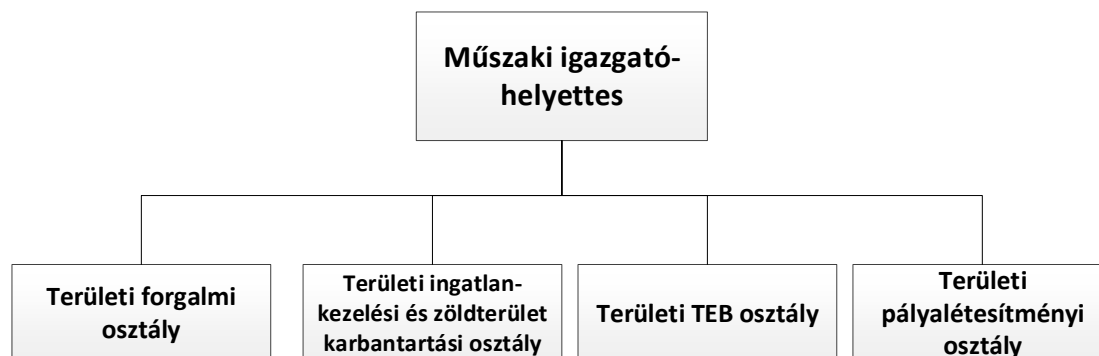 Műszaki igazgató-
helyettes
Területi forgalmi
osztály
Területi ingatlan-
kezelési és zöldterület
karbantartási osztály
Területi TEB osztály
Területi
pályalétesítményi
osztály